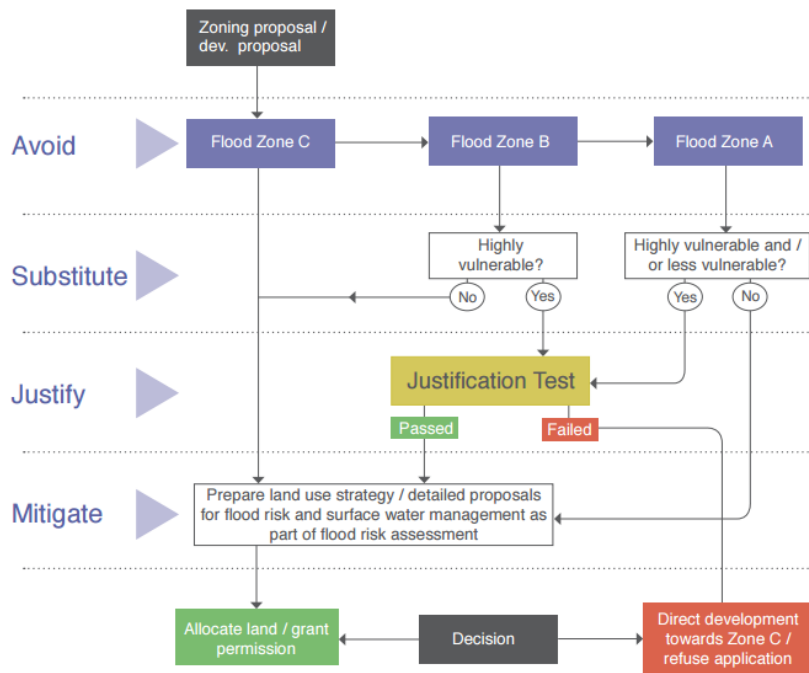 Zoning proposal /
dev. proposal
Avoid
Flood Zone C
Flood Zone B
Flood Zone A
Substitute
Highly
vulnerable?
Highly vulnerable and /
or less vulnerable?
No
Yes
Yes
No
Justify
Justification Test
Passed
Failed
Mitigate
Prepare land use strategy / detailed proposals
for flood risk and surface water management as
part of flood risk assessment
Allocate land / grant
permission
Decision
Direct development
towards Zone C /
refuse application